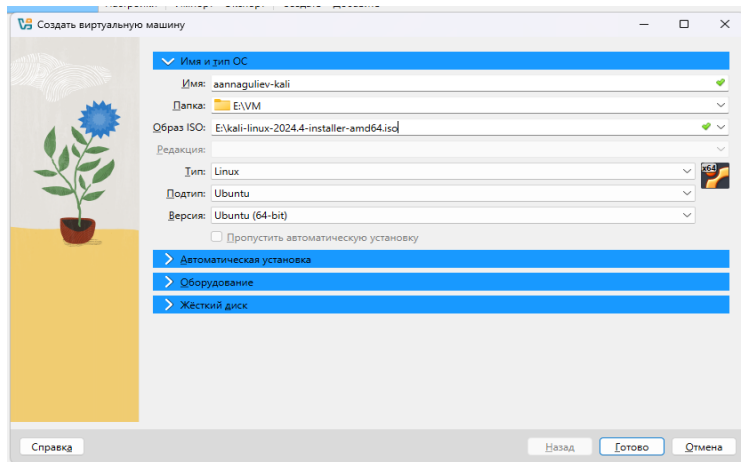 Создать виртуальную машину
Имя и тип ОС
Имя: aannaguliev-kali
Папка: E:\VM
Образ ISO: E:\kali-linux-2024.4-installer-amd64.iso
Редакция:
Тип: Linux
x64
Подтип: Ubuntu
Версия: Ubuntu (64-bit)
Пропустить автоматическую установку
Автоматическая установка
Оборудование
Жёсткий диск
Справка Назад Готово Отмена